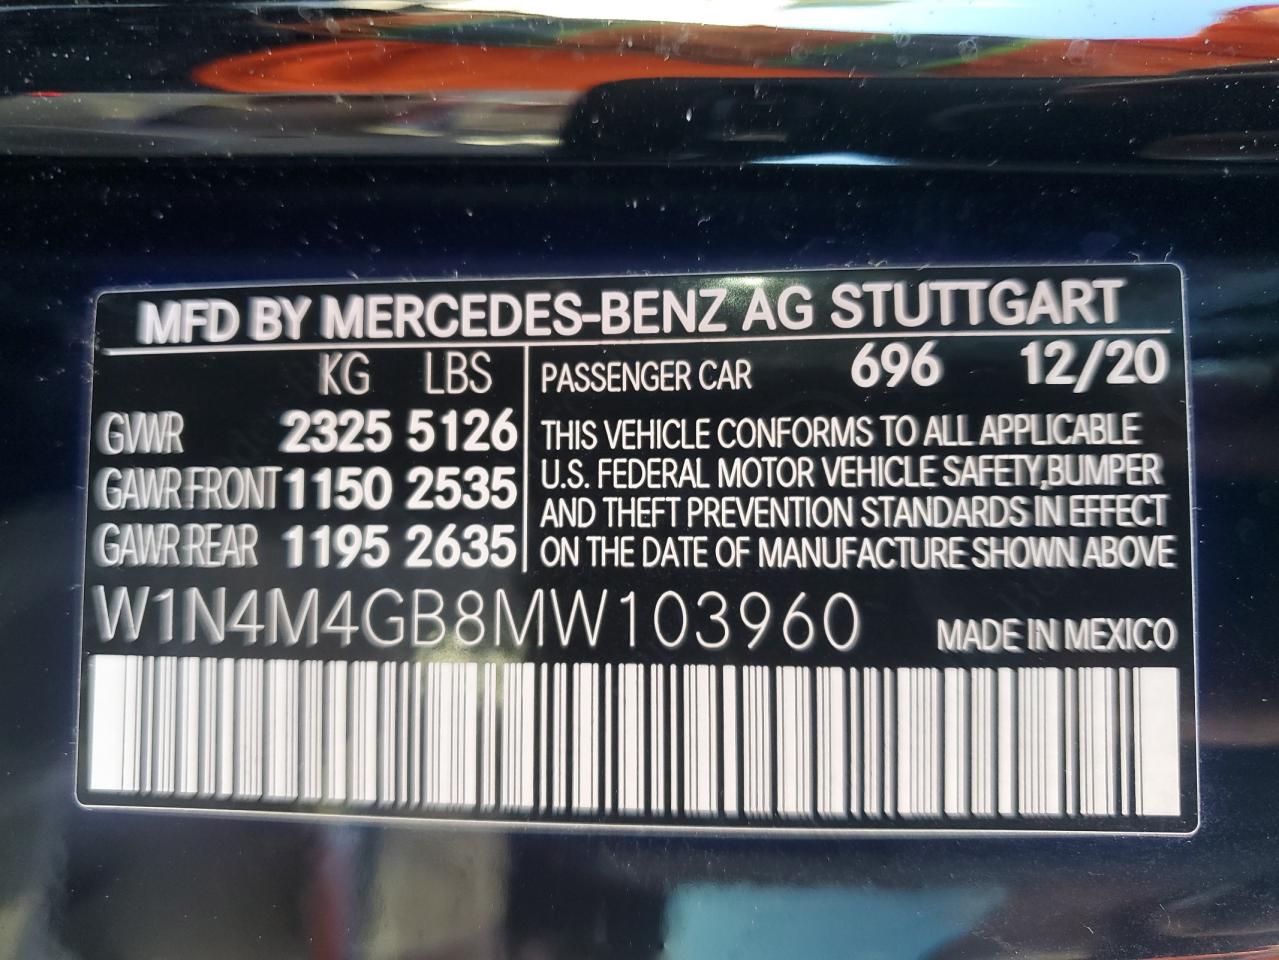 MFD BY MERCEDES-BENZ AG STUTTGART
KG LBS
GVWR 2325 5126
GAWR FRONT 1150 2535
GAWR REAR 1195 2635
PASSENGER CAR 696 12/20
THIS VEHICLE CONFORMS TO ALL APPLICABLE
U.S. FEDERAL MOTOR VEHICLE SAFETY,BUMPER
AND THEFT PREVENTION STANDARDS IN EFFECT
ON THE DATE OF MANUFACTURE SHOWN ABOVE
W1N4M4GB8MW103960
MADE IN MEXICO